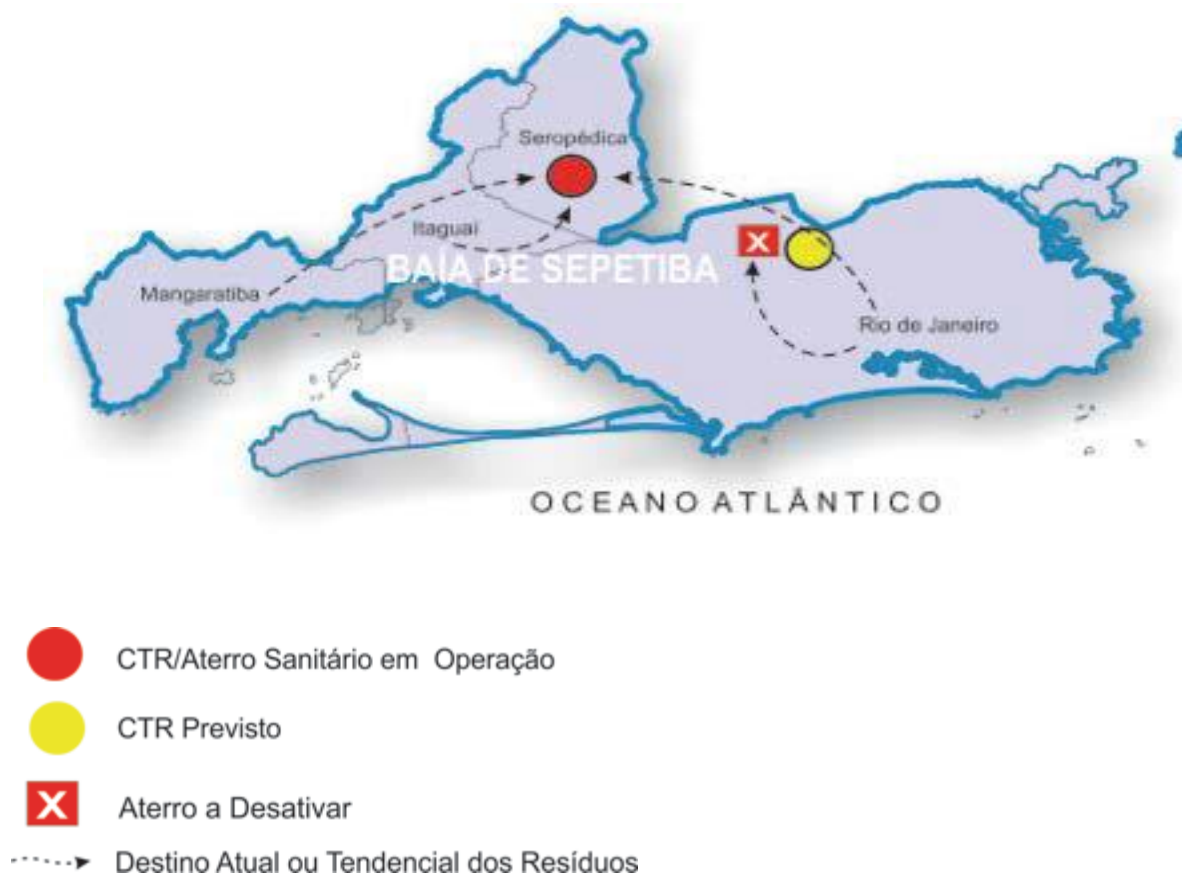 Seropédica
Itaguaí
BAÍA DE SEPETIBA
X
Mangaratiba
Rio de Janeiro
OCEANO ATLÂNTICO
CTR/Aterro Sanitário em Operação
CTR Previsto
X Aterro a Desativar
Destino Atual ou Tendencial dos Resíduos